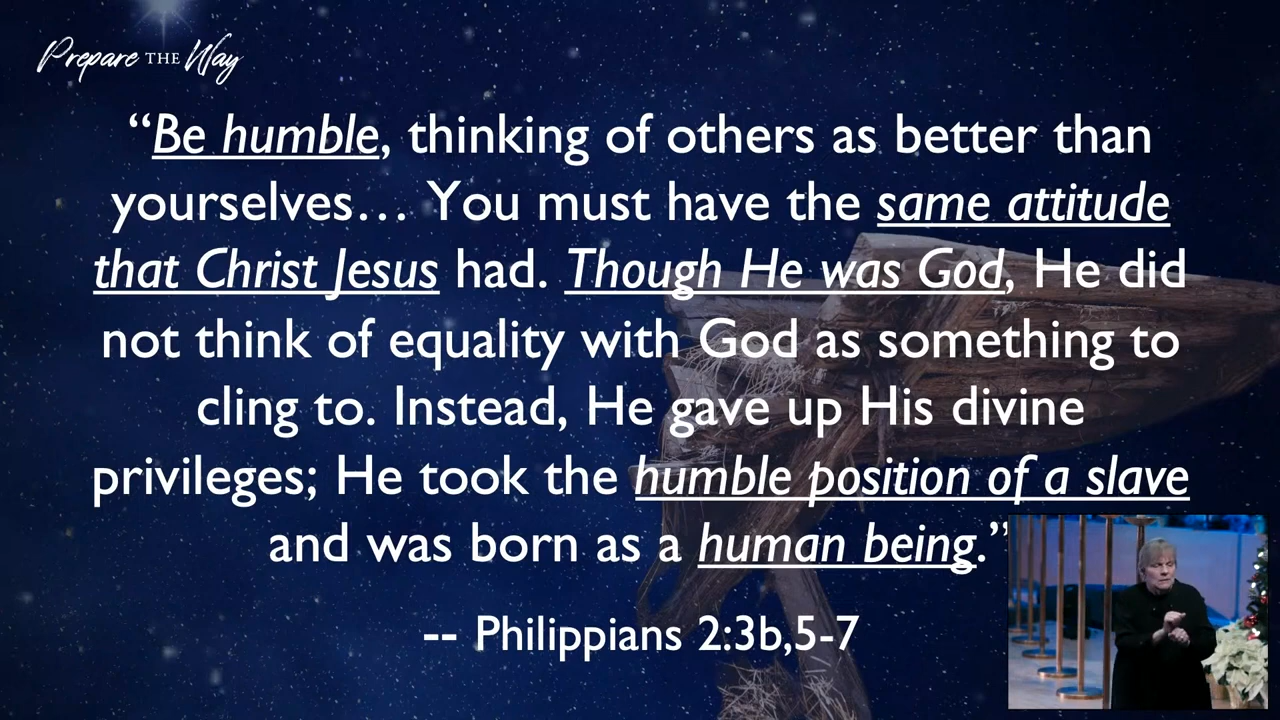 Prepare THE Way
“Be humble, thinking of others as better than
yourselves… You must have the same attitude
that Christ Jesus had. Though He was God, He did
not think of equality with God as something to
cling to. Instead, He gave up His divine
privileges; He took the humble position of a slave
and was born as a human being.”
-- Philippians 2:3b,5-7